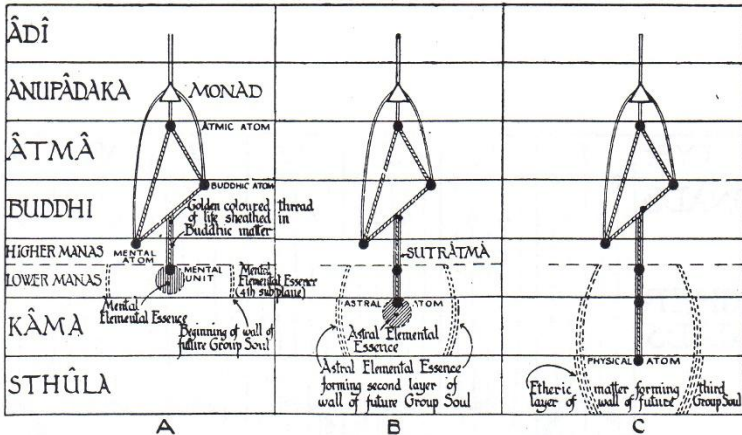 ÂDÎ
ANUPÂDAKA
MONAD
ÂTMÂ
ÂTMIC ATOM
BUDDHIC ATOM
BUDDHI
Golden coloured thread
of life sheathed in
Buddhic matter
HIGHER MANAS
MENTAL
ATOM
LOWER MANAS
MENTAL
UNIT
Mental
Elemental Essence
(4th sub plane)
Mental
Elemental Essence
Beginning of wall of
future Group Soul
KÂMA
STHÛLA
A
SUTRÂTMÂ
ASTRAL ATOM
Astral Elemental
Essence
Astral Elemental Essence
forming second layer of
wall of future Group Soul
B
PHYSICAL ATOM
Etheric matter forming third
layer of wall of future Group Soul
C